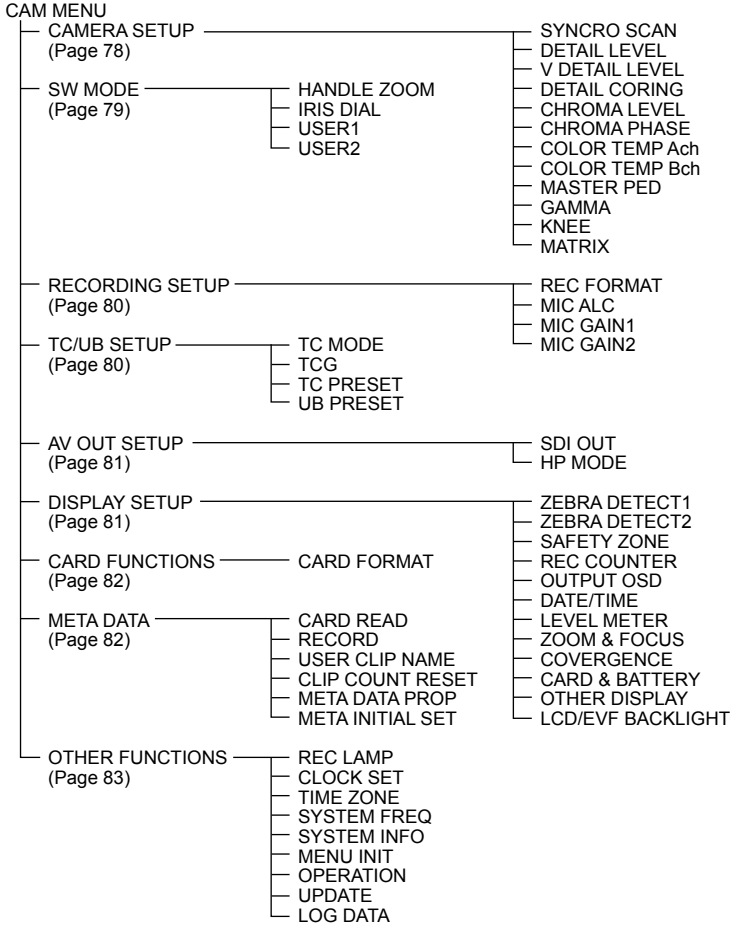 CAM MENU
CAMERA SETUP
(Page 78)
SYNCRO SCAN
DETAIL LEVEL
V DETAIL LEVEL
DETAIL CORING
CHROMA LEVEL
CHROMA PHASE
COLOR TEMP Ach
COLOR TEMP Bch
MASTER PED
GAMMA
KNEE
MATRIX
SW MODE
(Page 79)
HANDLE ZOOM
IRIS DIAL
USER1
USER2
RECORDING SETUP
(Page 80)
REC FORMAT
MIC ALC
MIC GAIN1
MIC GAIN2
TC/UB SETUP
(Page 80)
TC MODE
TCG
TC PRESET
UB PRESET
AV OUT SETUP
(Page 81)
SDI OUT
HP MODE
DISPLAY SETUP
(Page 81)
ZEBRA DETECT1
ZEBRA DETECT2
SAFETY ZONE
REC COUNTER
OUTPUT OSD
DATE/TIME
LEVEL METER
ZOOM & FOCUS
COVERGENCE
CARD & BATTERY
OTHER DISPLAY
LCD/EVF BACKLIGHT
CARD FUNCTIONS
(Page 82)
CARD FORMAT
META DATA
(Page 82)
CARD READ
RECORD
USER CLIP NAME
CLIP COUNT RESET
META DATA PROP
META INITIAL SET
OTHER FUNCTIONS
(Page 83)
REC LAMP
CLOCK SET
TIME ZONE
SYSTEM FREQ
SYSTEM INFO
MENU INIT
OPERATION
UPDATE
LOG DATA